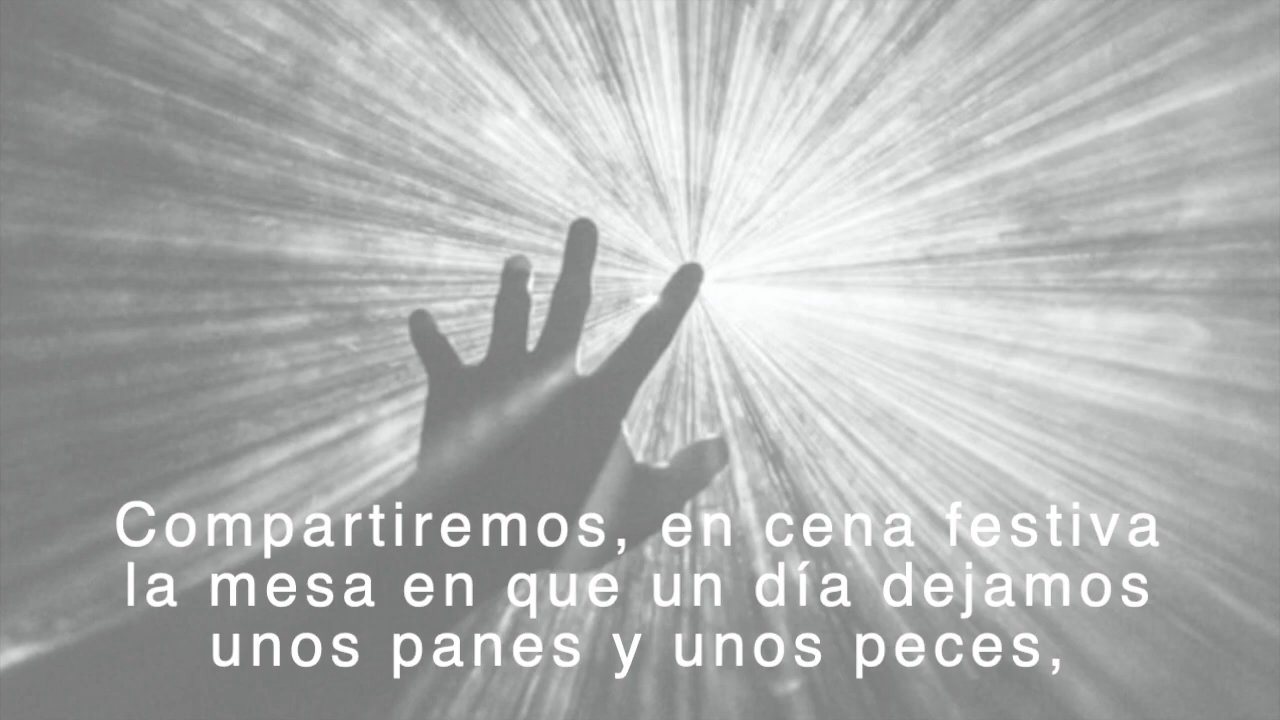 Compartiremos, en cena festiva
la mesa en que un día dejamos
unos panes y unos peces,